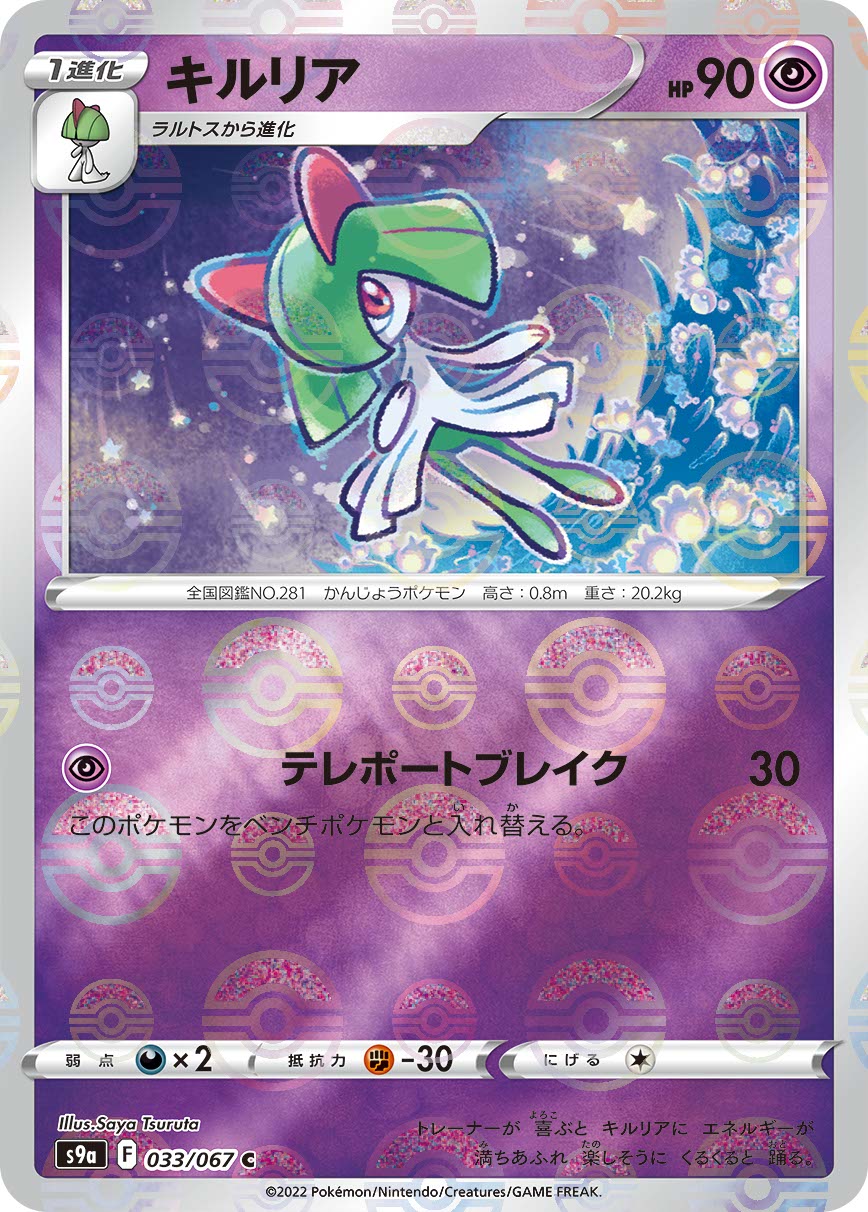 1進化
キルリア
HP90
ラルトスから進化
全国図鑑NO.281 かんじょうポケモン 高さ:0.8m 重さ:20.2kg
テレポートブレイク 30
このポケモンをベンチポケモンと入れ替える。
弱点 ×2 抵抗力 -30 にげる
Illus.Saya Tsuruta
トレーナーが 喜ぶと キルリアに エネルギーが
満ちあふれ 楽しそうに くるくると 踊る。
s9a F 033/067 C
©2022 Pokémon/Nintendo/Creatures/GAME FREAK.